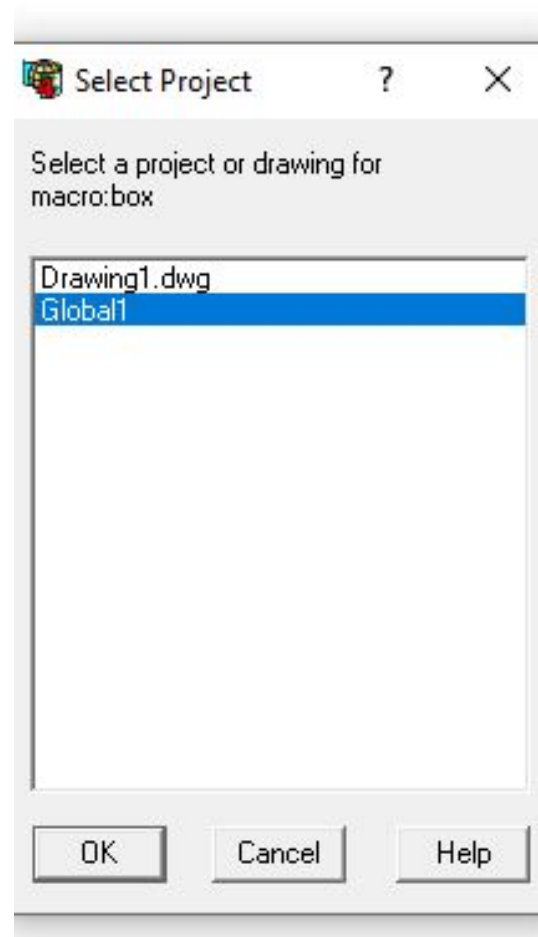 Select Project
?
Select a project or drawing for
macro:box
Drawing1.dwg
Global1
OK
Cancel
Help